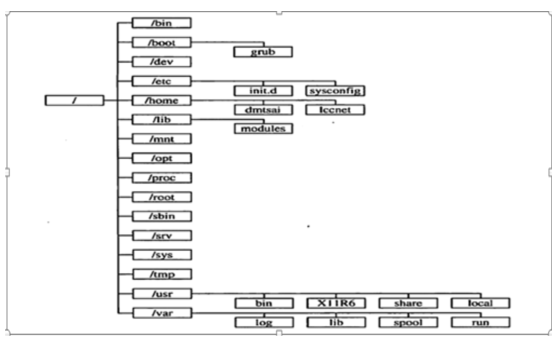 /bin
/boot
grub
/dev
/etc
init.d sysconfig
/ /home
dmtsai lccnet
/lib
modules
/mnt
/opt
/proc
/root
/sbin
/srv
/sys
/tmp
/usr
bin X11R6 share local
/var
log lib spool run